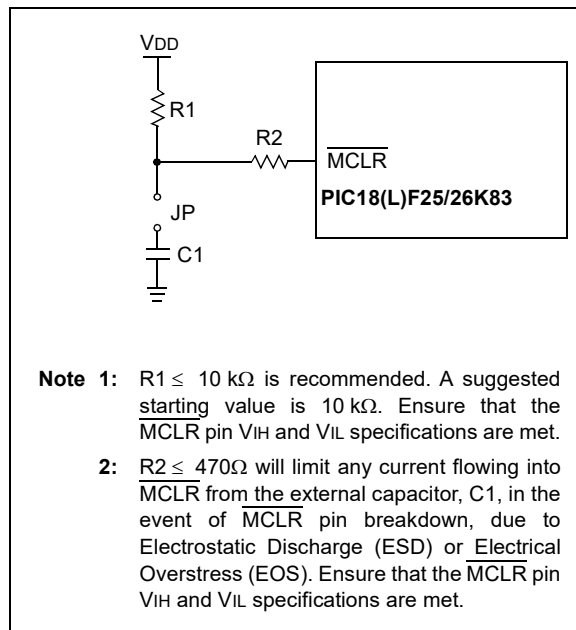 VDD
R1
R2
JP
C1
MCLR
PIC18(L)F25/26K83
Note 1: R1 ≤ 10 kΩ is recommended. A suggested
starting value is 10 kΩ. Ensure that the
MCLR pin VIH and VIL specifications are met.
2: R2 ≤ 470Ω will limit any current flowing into
MCLR from the external capacitor, C1, in the
event of MCLR pin breakdown, due to
Electrostatic Discharge (ESD) or Electrical
Overstress (EOS). Ensure that the MCLR pin
VIH and VIL specifications are met.